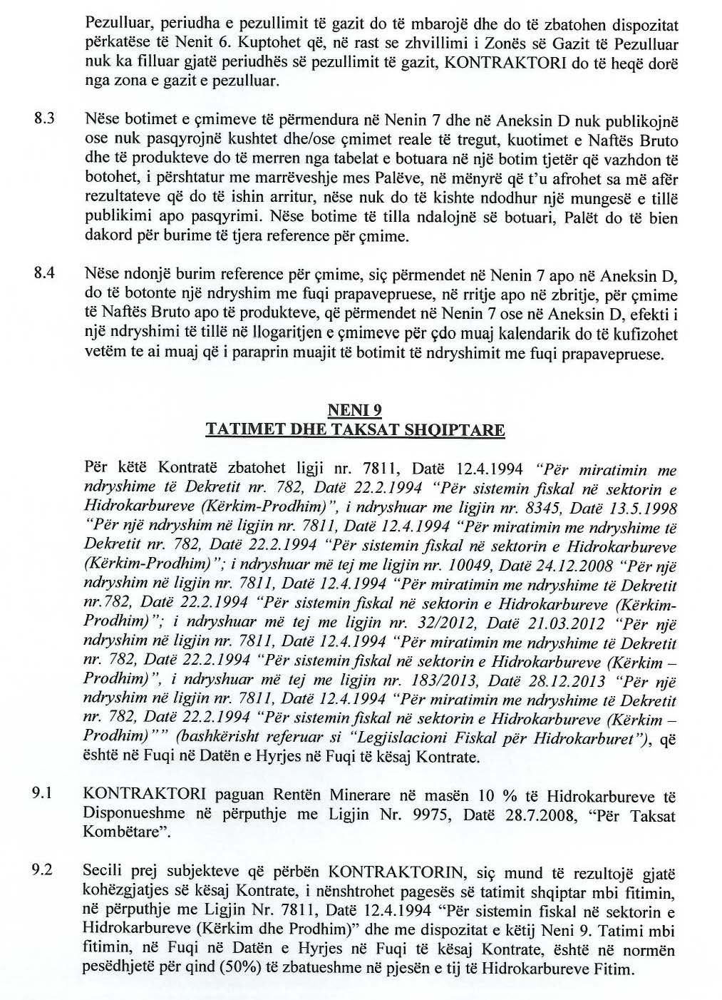 Pezulluar, periudha e pezullimit të gazit do të mbarojë dhe do të zbatohen dispozitat
përkatëse të Nenit 6. Kuptohet që, në rast se zhvillimi i Zonës së Gazit të Pezulluar
nuk ka filluar gjatë periudhës së pezullimit të gazit, KONTRAKTORI do të heqë dorë
nga zona e gazit e pezulluar.
8.3 Nëse botimet e çmimeve të përmendura në Nenin 7 dhe në Aneksin D nuk publikojnë
ose nuk pasqyrojnë kushtet dhe/ose çmimet reale të tregut, kuotimet e Naftës Bruto
dhe të produkteve do të merren nga tabelat e botuara në një botim tjetër që vazhdon të
botohet, i përshtatur me marrëveshje mes Palëve, në mënyrë që t’u afrohet sa më afër
rezultateve që do të ishin arritur, nëse nuk do të kishte ndodhur një mungesë e tillë
publikimi apo pasqyrimi. Nëse botime të tilla ndalojnë së botuari, Palët do të bien
dakord për burime të tjera reference për çmime.
8.4 Nëse ndonjë burim reference për çmime, siç përmendet në Nenin 7 apo në Aneksin D,
do të botonte një ndryshim me fuqi prapavepruese, në rritje apo në zbritje, për çmime
të Naftës Bruto apo të produkteve, që përmendet në Nenin 7 ose në Aneksin D, efekti i
një ndryshimi të tillë në llogaritjen e çmimeve për çdo muaj kalendarik do të kufizohet
vetëm te ai muaj që i paraprin muajit të botimit të ndryshimit me fuqi prapavepruese.
NENI 9
TATIMET DHE TAKSAT SHQIPTARE
Për këtë Kontratë zbatohet ligji nr. 7811, Datë 12.4.1994 “Për miratimin me
ndryshime të Dekretit nr. 782, Datë 22.2.1994 “Për sistemin fiskal në sektorin e
Hidrokarbureve (Kërkim-Prodhim)”, i ndryshuar me ligjin nr. 8345, Datë 13.5.1998
“Për një ndryshim në ligjin nr. 7811, Datë 12.4.1994 “Për miratimin me ndryshime të
Dekretit nr. 782, Datë 22.2.1994 “Për sistemin fiskal në sektorin e Hidrokarbureve
(Kërkim-Prodhim)”; i ndryshuar më tej me ligjin nr. 10049, Datë 24.12.2008 “Për një
ndryshim në ligjin nr. 7811, Datë 12.4.1994 “Për miratimin me ndryshime të Dekretit
nr.782, Datë 22.2.1994 “Për sistemin fiskal në sektorin e Hidrokarbureve (Kërkim-
Prodhim)”; i ndryshuar më tej me ligjin nr. 32/2012, Datë 21.03.2012 “Për një
ndryshim në ligjin nr. 7811, Datë 12.4.1994 “Për miratimin me ndryshime të Dekretit
nr. 782, Datë 22.2.1994 “Për sistemin fiskal në sektorin e Hidrokarbureve (Kërkim –
Prodhim)”, i ndryshuar më tej me ligjin nr. 183/2013, Datë 28.12.2013 “Për një
ndryshim në ligjin nr. 7811, Datë 12.4.1994 “Për miratimin me ndryshime të Dekretit
nr. 782, Datë 22.2.1994 “Për sistemin fiskal në sektorin e Hidrokarbureve (Kërkim –
Prodhim)”” (bashkërisht referuar si “Legjislacioni Fiskal për Hidrokarburet”), që
është në Fuqi në Datën e Hyrjes në Fuqi të kësaj Kontrate.
9.1 KONTRAKTORI paguan Rentën Minerare në masën 10 % të Hidrokarbureve të
Disponueshme në përputhje me Ligjin Nr. 9975, Datë 28.7.2008, “Për Taksat
Kombëtare”.
9.2 Secili prej subjekteve që përbën KONTRAKTORIN, siç mund të rezultojë gjatë
kohëzgjatjes së kësaj Kontrate, i nënshtrohet pagesës së tatimit shqiptar mbi fitimin,
në përputhje me Ligjin Nr. 7811, Datë 12.4.1994 “Për sistemin fiskal në sektorin e
Hidrokarbureve (Kërkim dhe Prodhim)” dhe me dispozitat e këtij Neni 9. Tatimi mbi
fitimin, në Fuqi në Datën e Hyrjes në Fuqi të kësaj Kontrate, është në normën
pesëdhjetë për qind (50%) të zbatueshme në pjesën e tij të Hidrokarbureve Fitim.